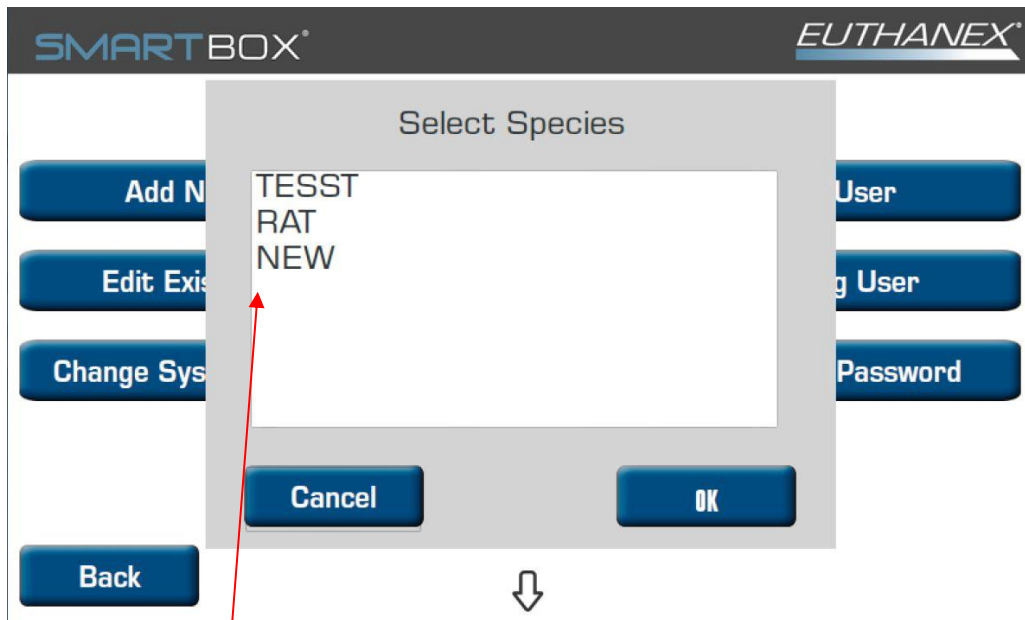 SMARTBOX®
EUTHANEX®
Select Species
Add N
TESST
User
RAT
NEW
Edit Exis
g User
Change Sys
Password
Cancel
OK
Back